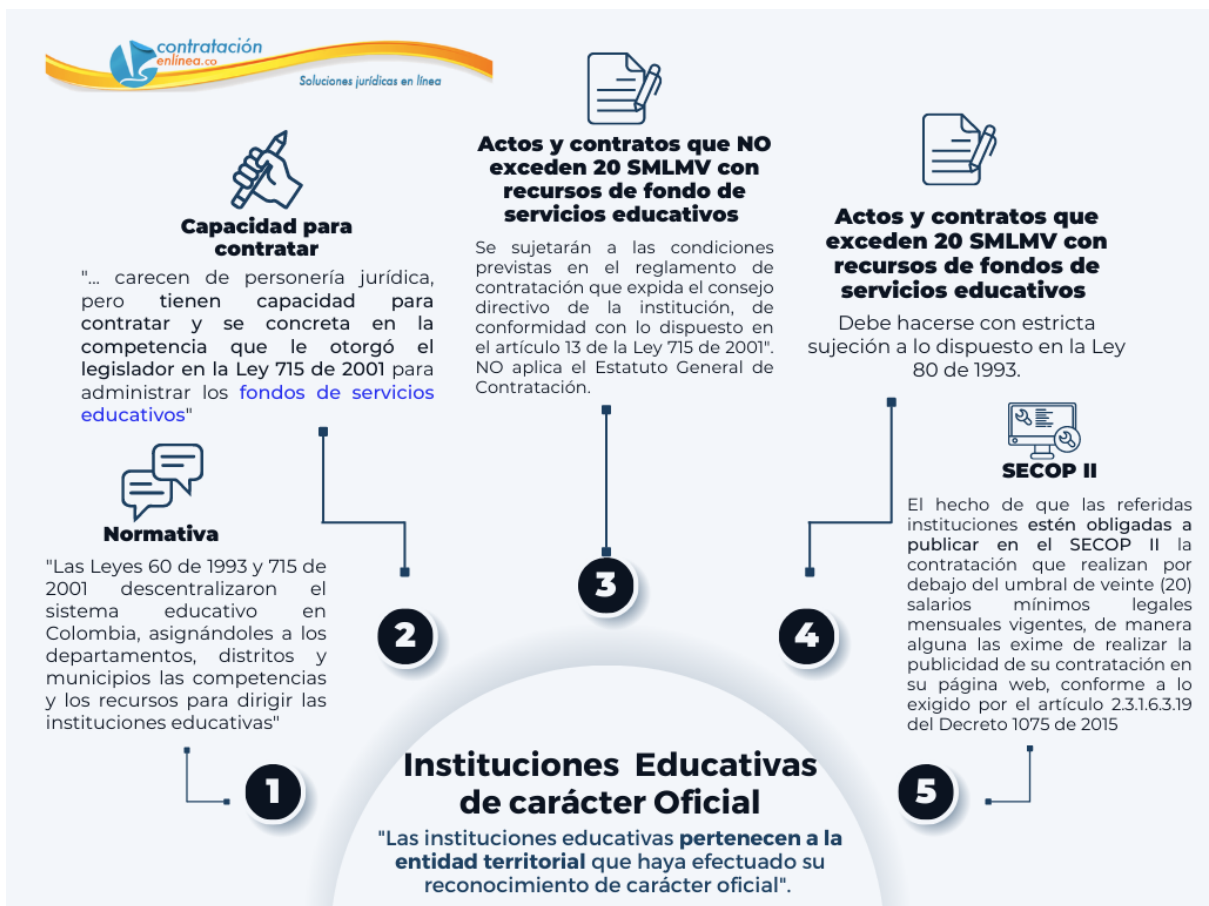 contratación
enlínea.co
Soluciones jurídicas en línea
Normativa
"Las Leyes 60 de 1993 y 715 de
2001 descentralizaron el
sistema educativo en
Colombia, asignándoles a los
departamentos, distritos y
municipios las competencias
y los recursos para dirigir las
instituciones educativas"
1
Capacidad para
contratar
"... carecen de personería jurídica,
pero tienen capacidad para
contratar y se concreta en la
competencia que le otorgó el
legislador en la Ley 715 de 2001 para
administrar los fondos de servicios
educativos"
2
Actos y contratos que NO
exceden 20 SMLMV con
recursos de fondo de
servicios educativos
Se sujetarán a las condiciones
previstas en el reglamento de
contratación que expida el consejo
directivo de la institución, de
conformidad con lo dispuesto en
el artículo 13 de la Ley 715 de 2001".
NO aplica el Estatuto General de
Contratación.
3
Actos y contratos que
exceden 20 SMLMV con
recursos de fondos de
servicios educativos
Debe hacerse con estricta
sujeción a lo dispuesto en la Ley
80 de 1993.
4
SECOP II
El hecho de que las referidas
instituciones estén obligadas a
publicar en el SECOP II la
contratación que realizan por
debajo del umbral de veinte (20)
salarios mínimos legales
mensuales vigentes, de manera
alguna las exime de realizar la
publicidad de su contratación en
su página web, conforme a lo
exigido por el artículo 2.3.1.6.3.19
del Decreto 1075 de 2015
5
Instituciones Educativas
de carácter Oficial
"Las instituciones educativas pertenecen a la
entidad territorial que haya efectuado su
reconocimiento de carácter oficial".